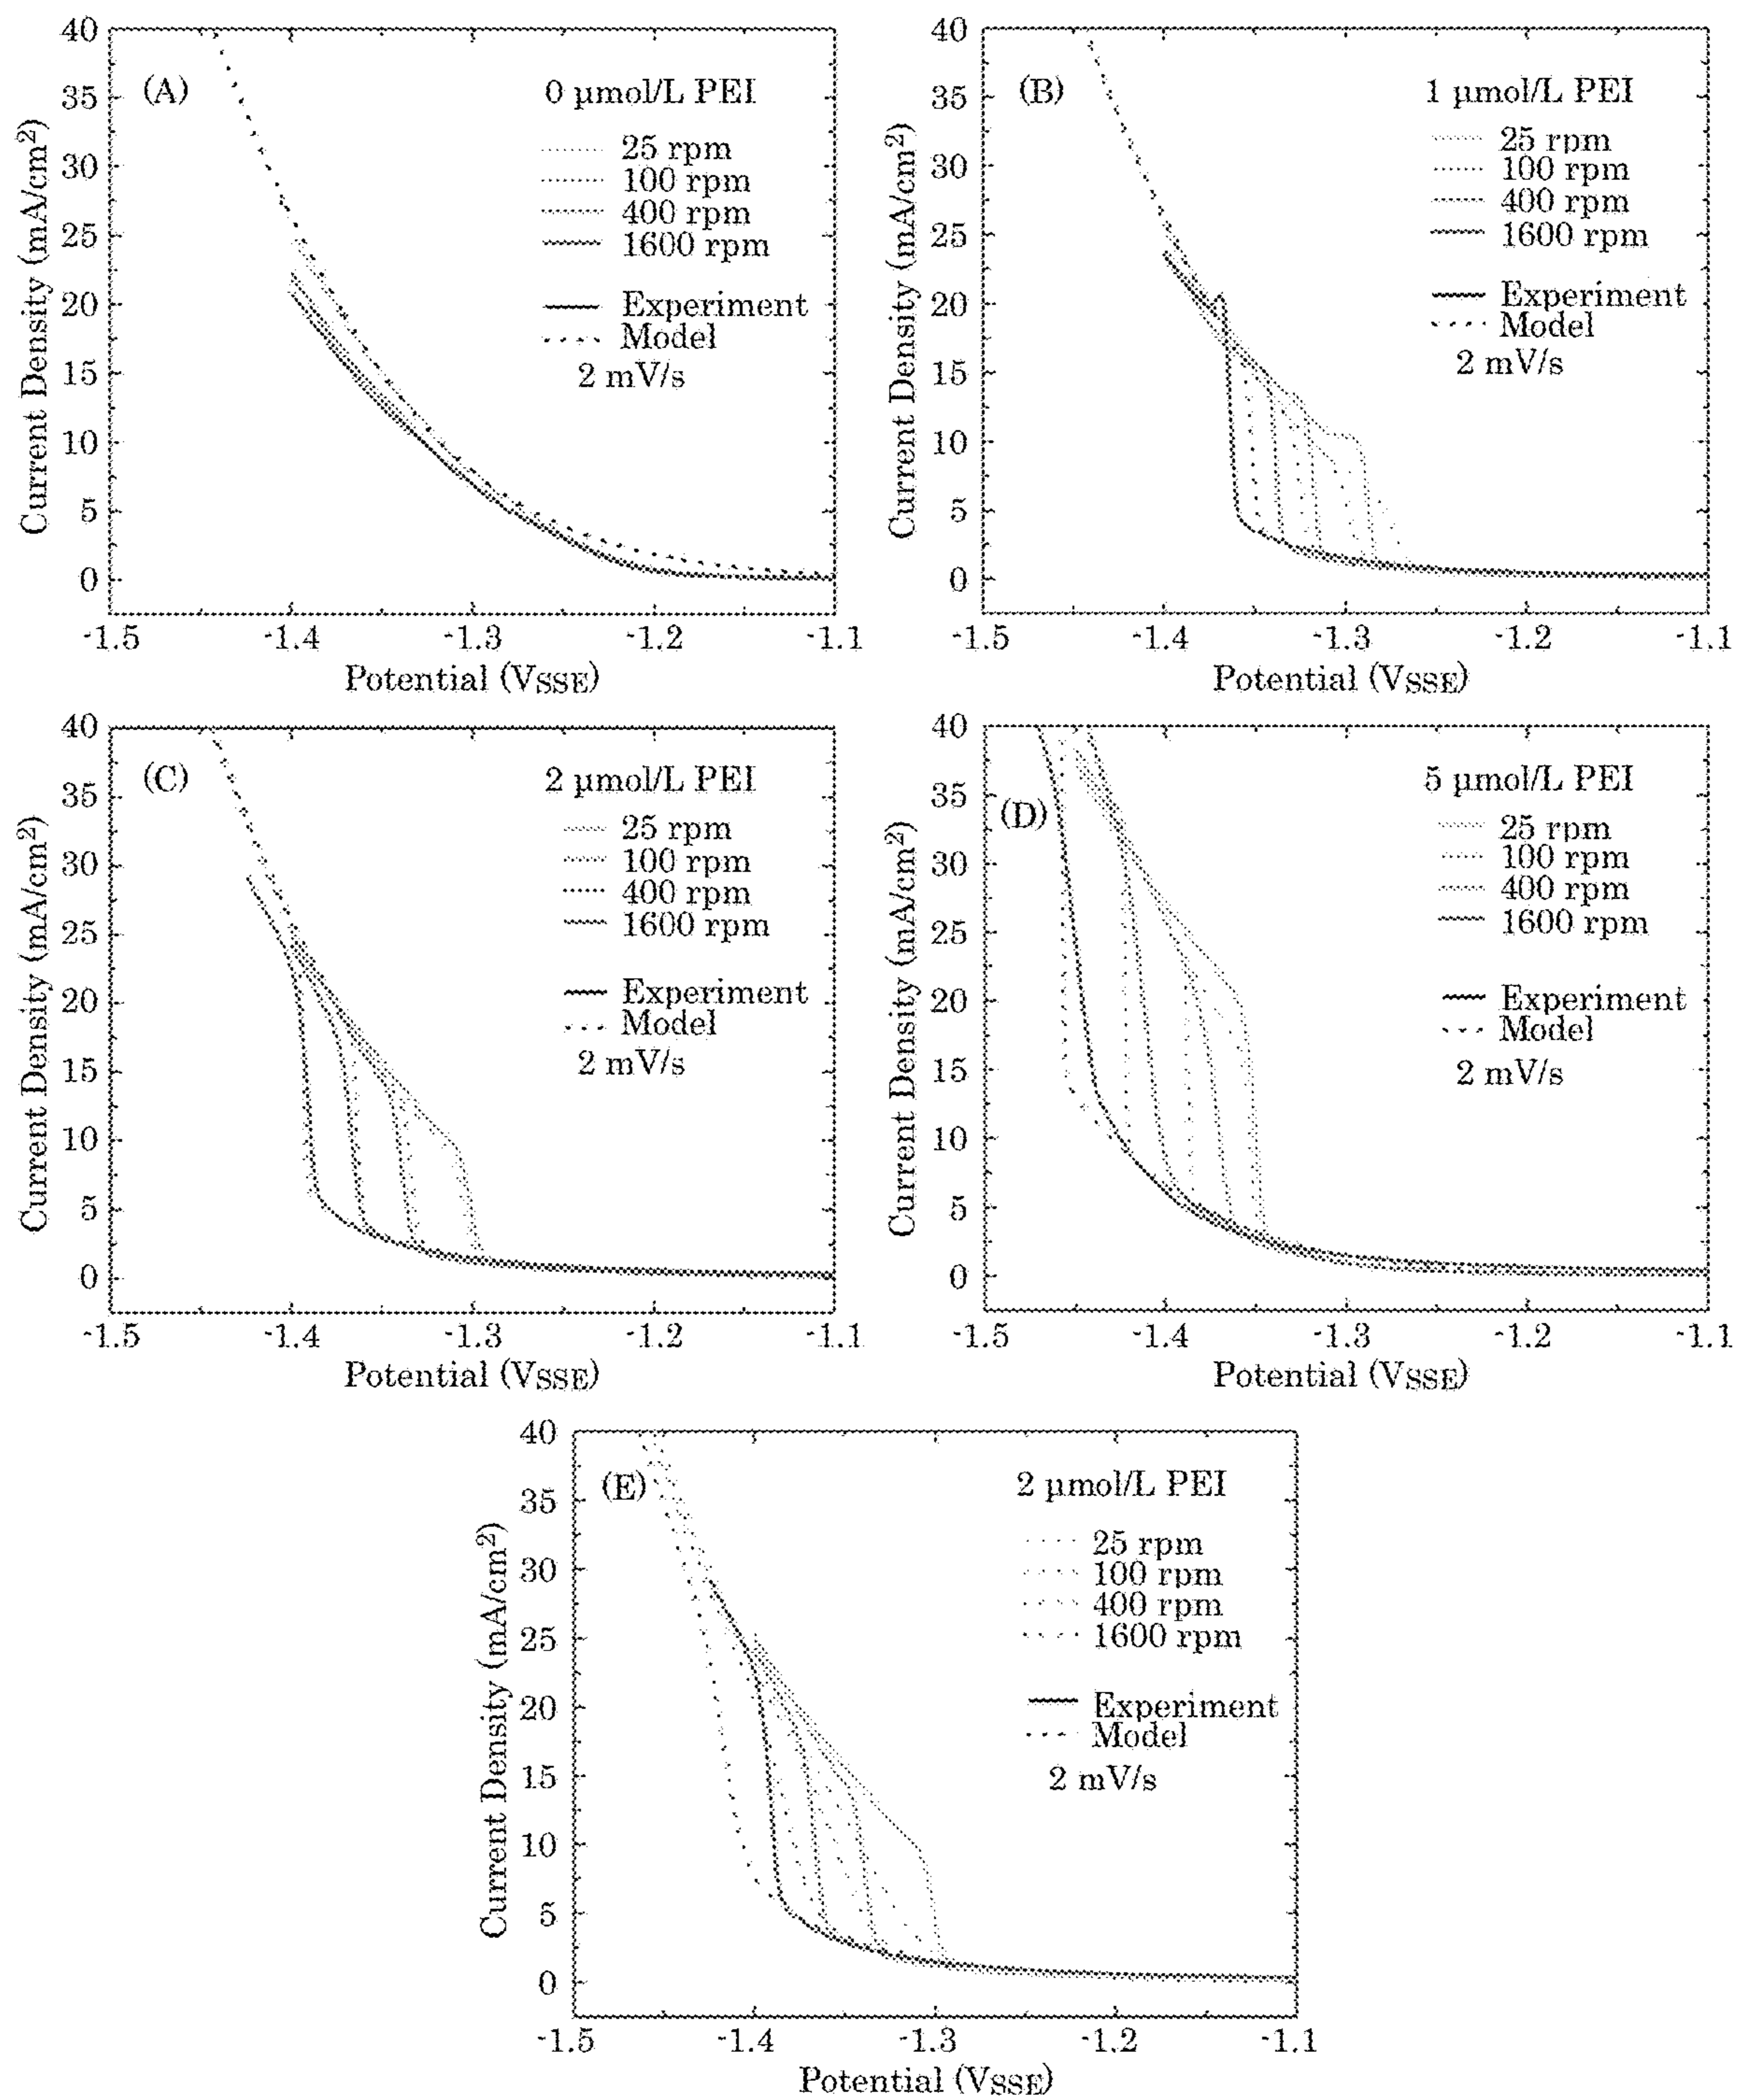 (A)
0 µmol/L PEI
25 rpm
100 rpm
400 rpm
1600 rpm
Experiment
Model
2 mV/s
40
35
30
25
20
15
10
5
0
Current Density (mA/cm²)
-1.5 -1.4 -1.3 -1.2 -1.1
Potential (VSSE)
(B)
1 µmol/L PEI
25 rpm
100 rpm
400 rpm
1600 rpm
Experiment
Model
2 mV/s
40
35
30
25
20
15
10
5
0
Current Density (mA/cm²)
-1.5 -1.4 -1.3 -1.2 -1.1
Potential (VSSE)
(C)
2 µmol/L PEI
25 rpm
100 rpm
400 rpm
1600 rpm
Experiment
Model
2 mV/s
40
35
30
25
20
15
10
5
0
Current Density (mA/cm²)
-1.5 -1.4 -1.3 -1.2 -1.1
Potential (VSSE)
(D)
5 µmol/L PEI
25 rpm
100 rpm
400 rpm
1600 rpm
Experiment
Model
2 mV/s
40
35
30
25
20
15
10
5
0
Current Density (mA/cm²)
-1.5 -1.4 -1.3 -1.2 -1.1
Potential (VSSE)
(E)
2 µmol/L PEI
25 rpm
100 rpm
400 rpm
1600 rpm
Experiment
Model
2 mV/s
40
35
30
25
20
15
10
5
0
Current Density (mA/cm²)
-1.5 -1.4 -1.3 -1.2 -1.1
Potential (VSSE)